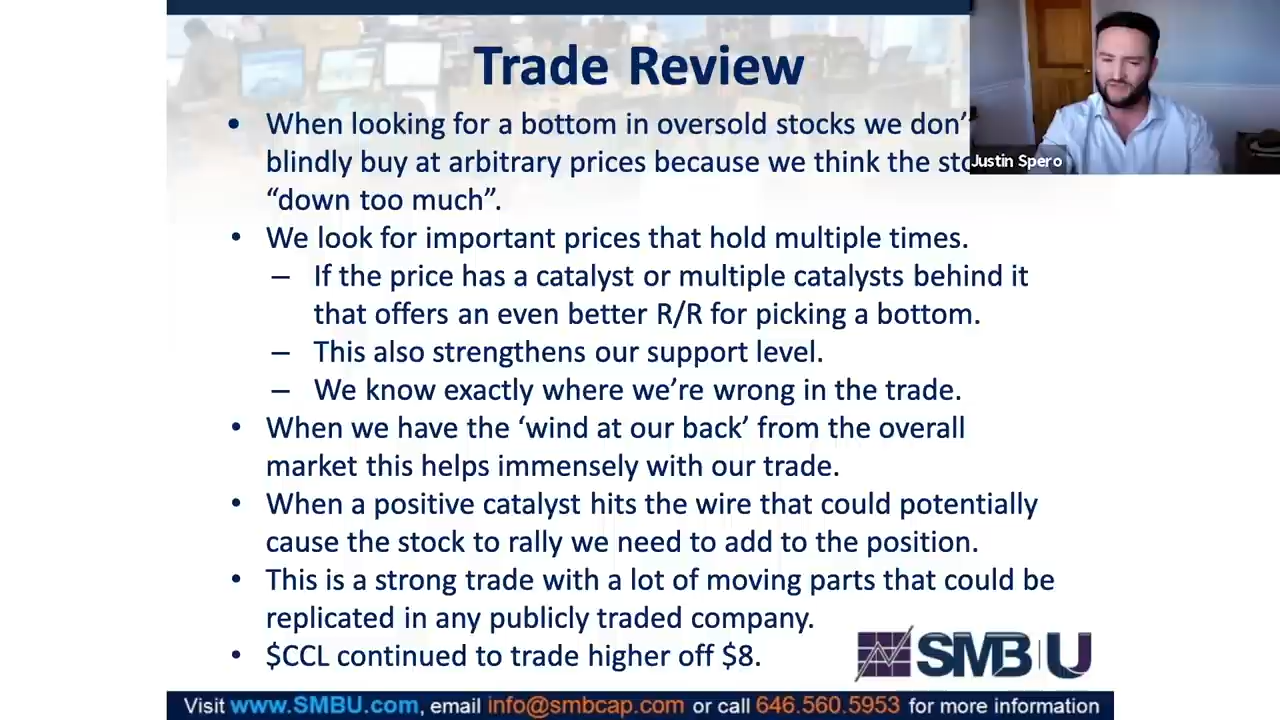 Trade Review
• When looking for a bottom in oversold stocks we don’
blindly buy at arbitrary prices because we think the
“down too much”.
Justin Spero
• We look for important prices that hold multiple times.
– If the price has a catalyst or multiple catalysts behind it
that offers an even better R/R for picking a bottom.
– This also strengthens our support level.
– We know exactly where we’re wrong in the trade.
• When we have the ‘wind at our back’ from the overall
market this helps immensely with our trade.
• When a positive catalyst hits the wire that could potentially
cause the stock to rally we need to add to the position.
• This is a strong trade with a lot of moving parts that could be
replicated in any publicly traded company.
• $CCL continued to trade higher off $8.
SMB U
Visit www.SMBU.com, email info@smbcap.com or call 646.560.5953 for more information